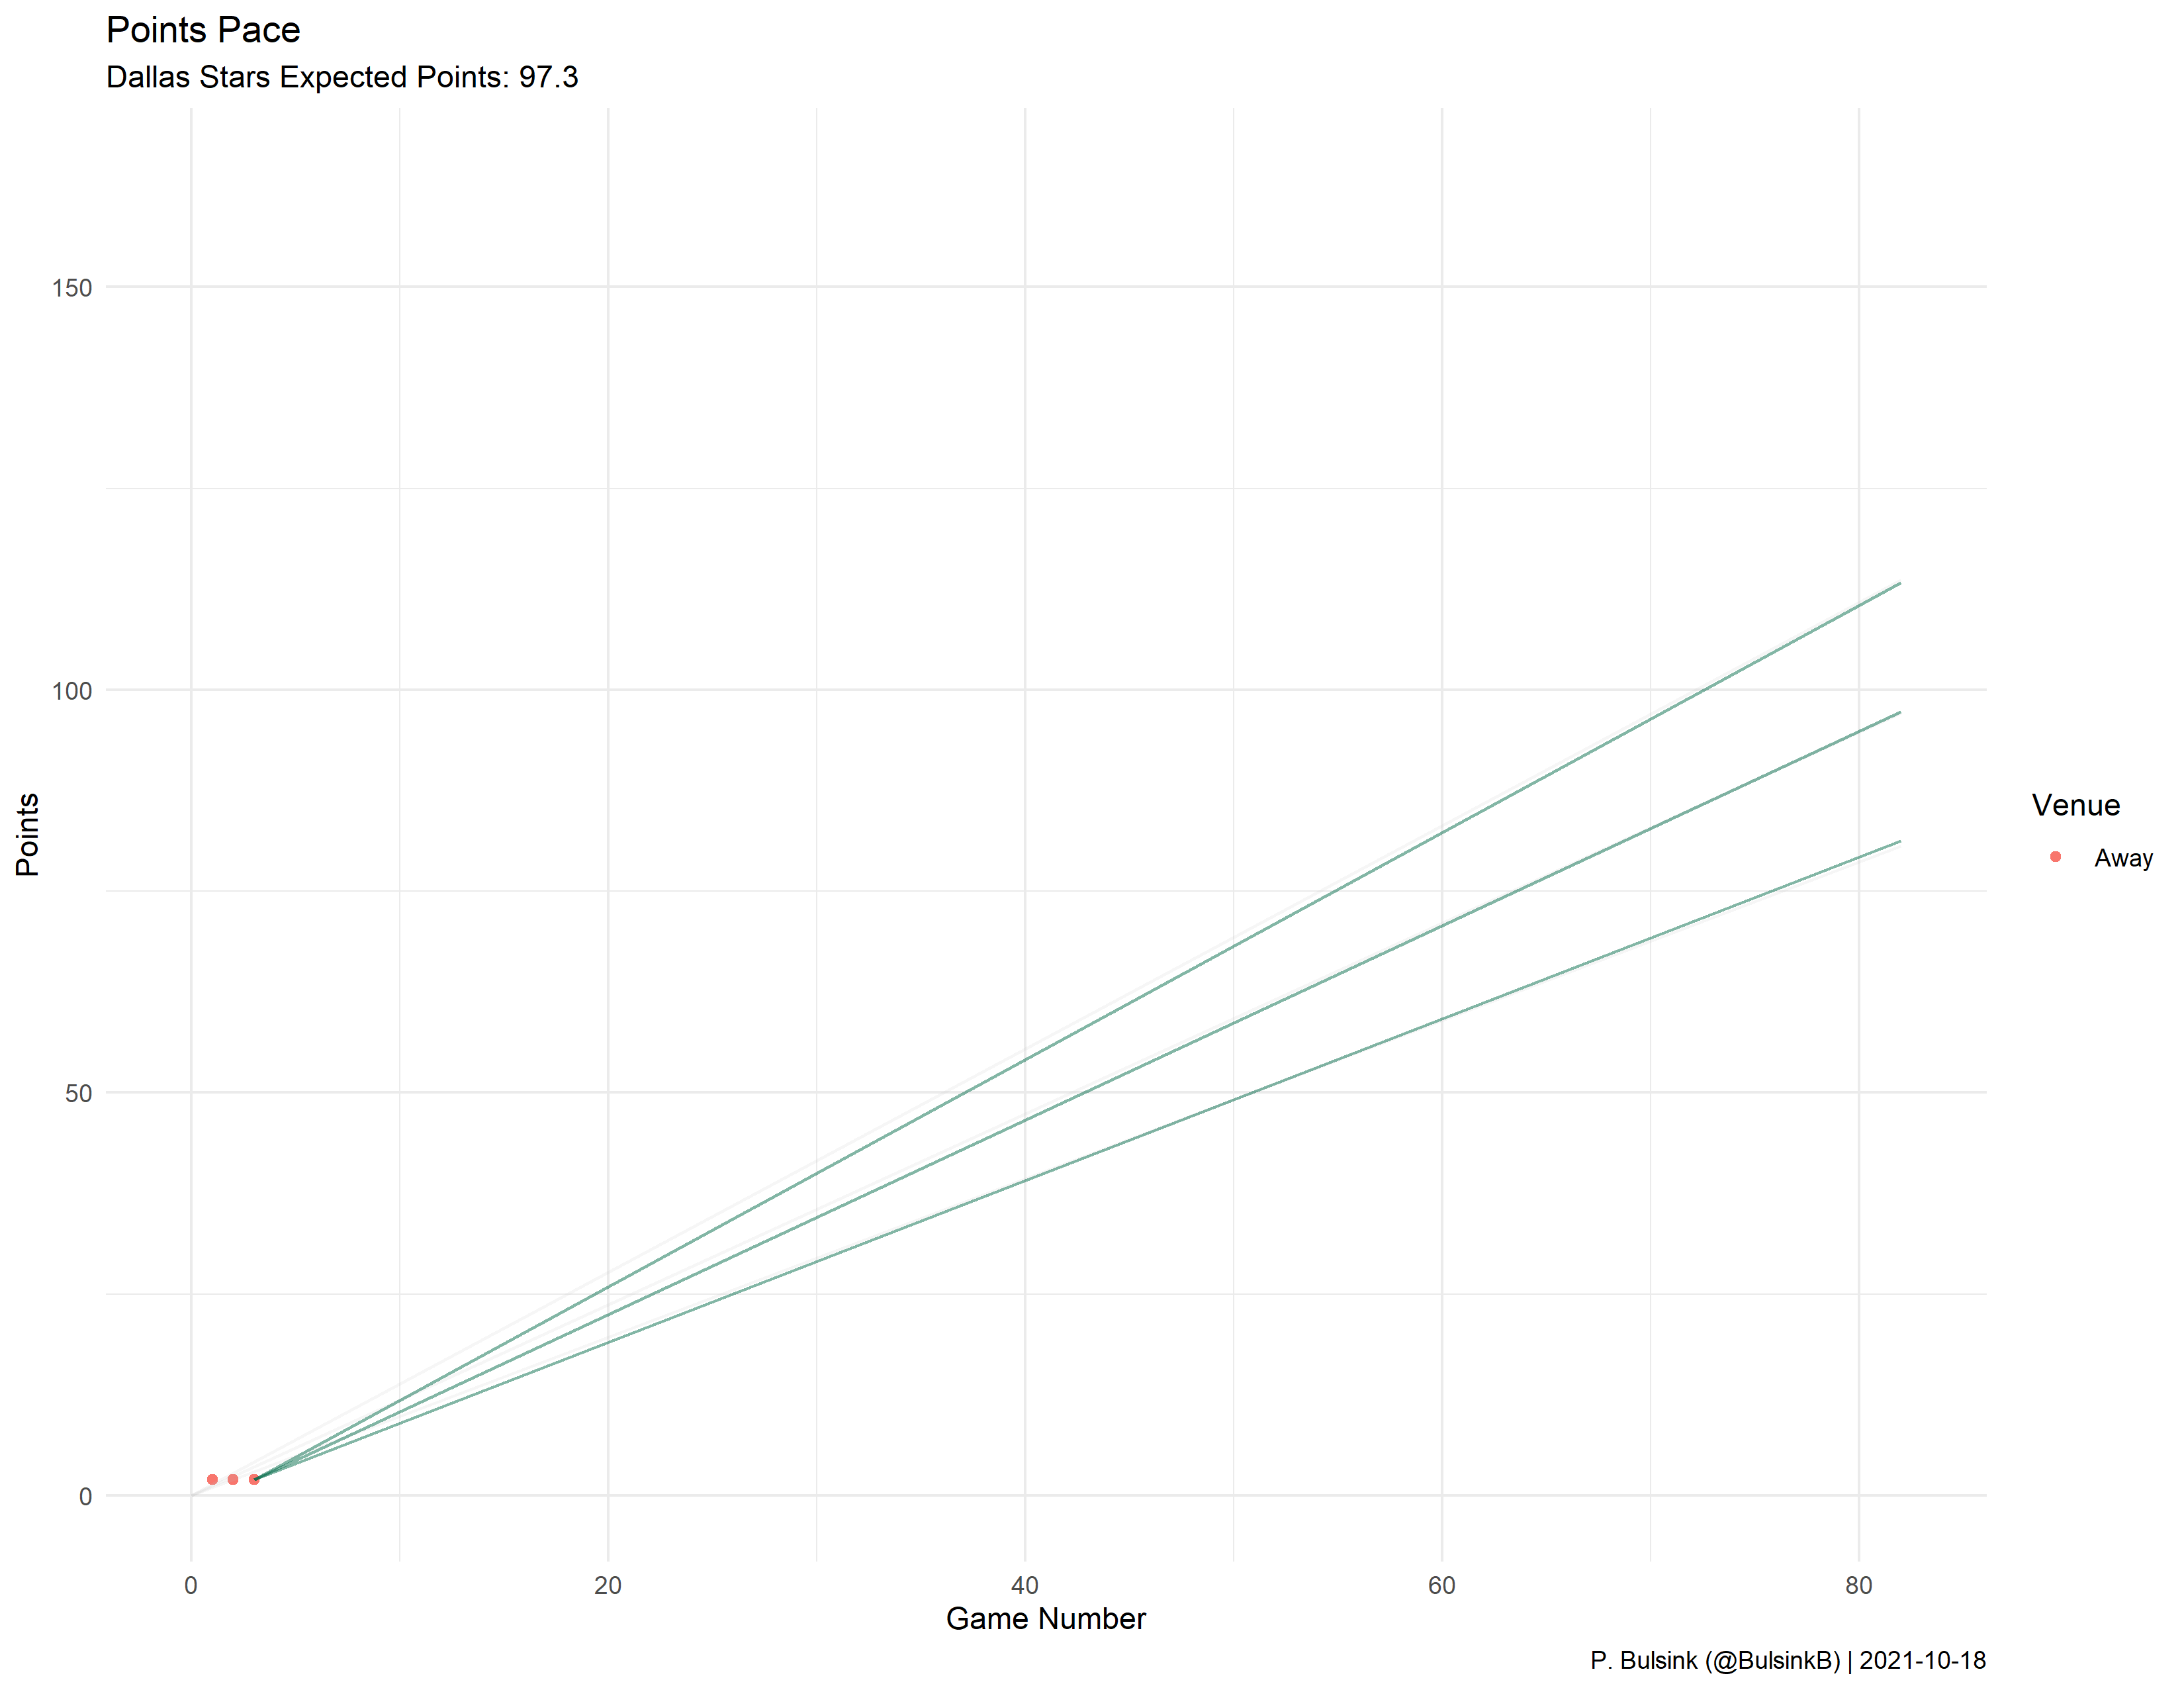 Points Pace
Dallas Stars Expected Points: 97.3
150
100
50
0
Points
0
20
40
60
80
Game Number
Venue
Away
P. Bulsink (@BulsinkB) | 2021-10-18